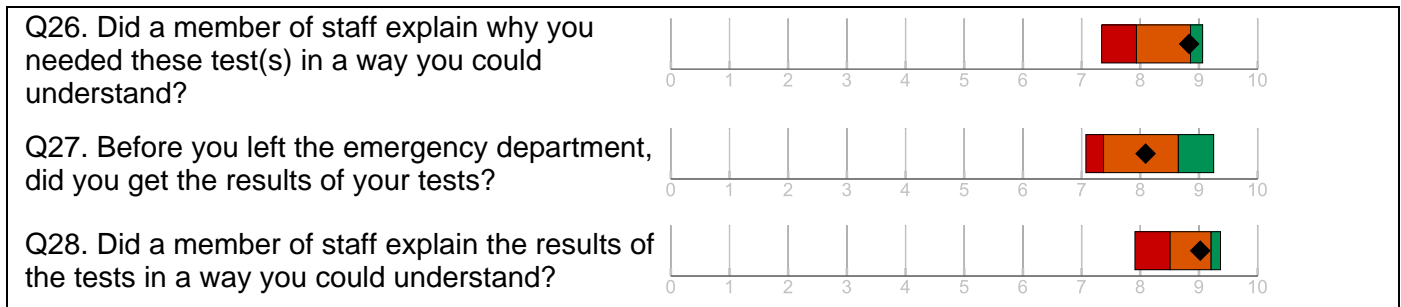 Q26. Did a member of staff explain why you
needed these test(s) in a way you could
understand?
0 1 2 3 4 5 6 7 8 9 10
Q27. Before you left the emergency department,
did you get the results of your tests?
0 1 2 3 4 5 6 7 8 9 10
Q28. Did a member of staff explain the results of
the tests in a way you could understand?
0 1 2 3 4 5 6 7 8 9 10